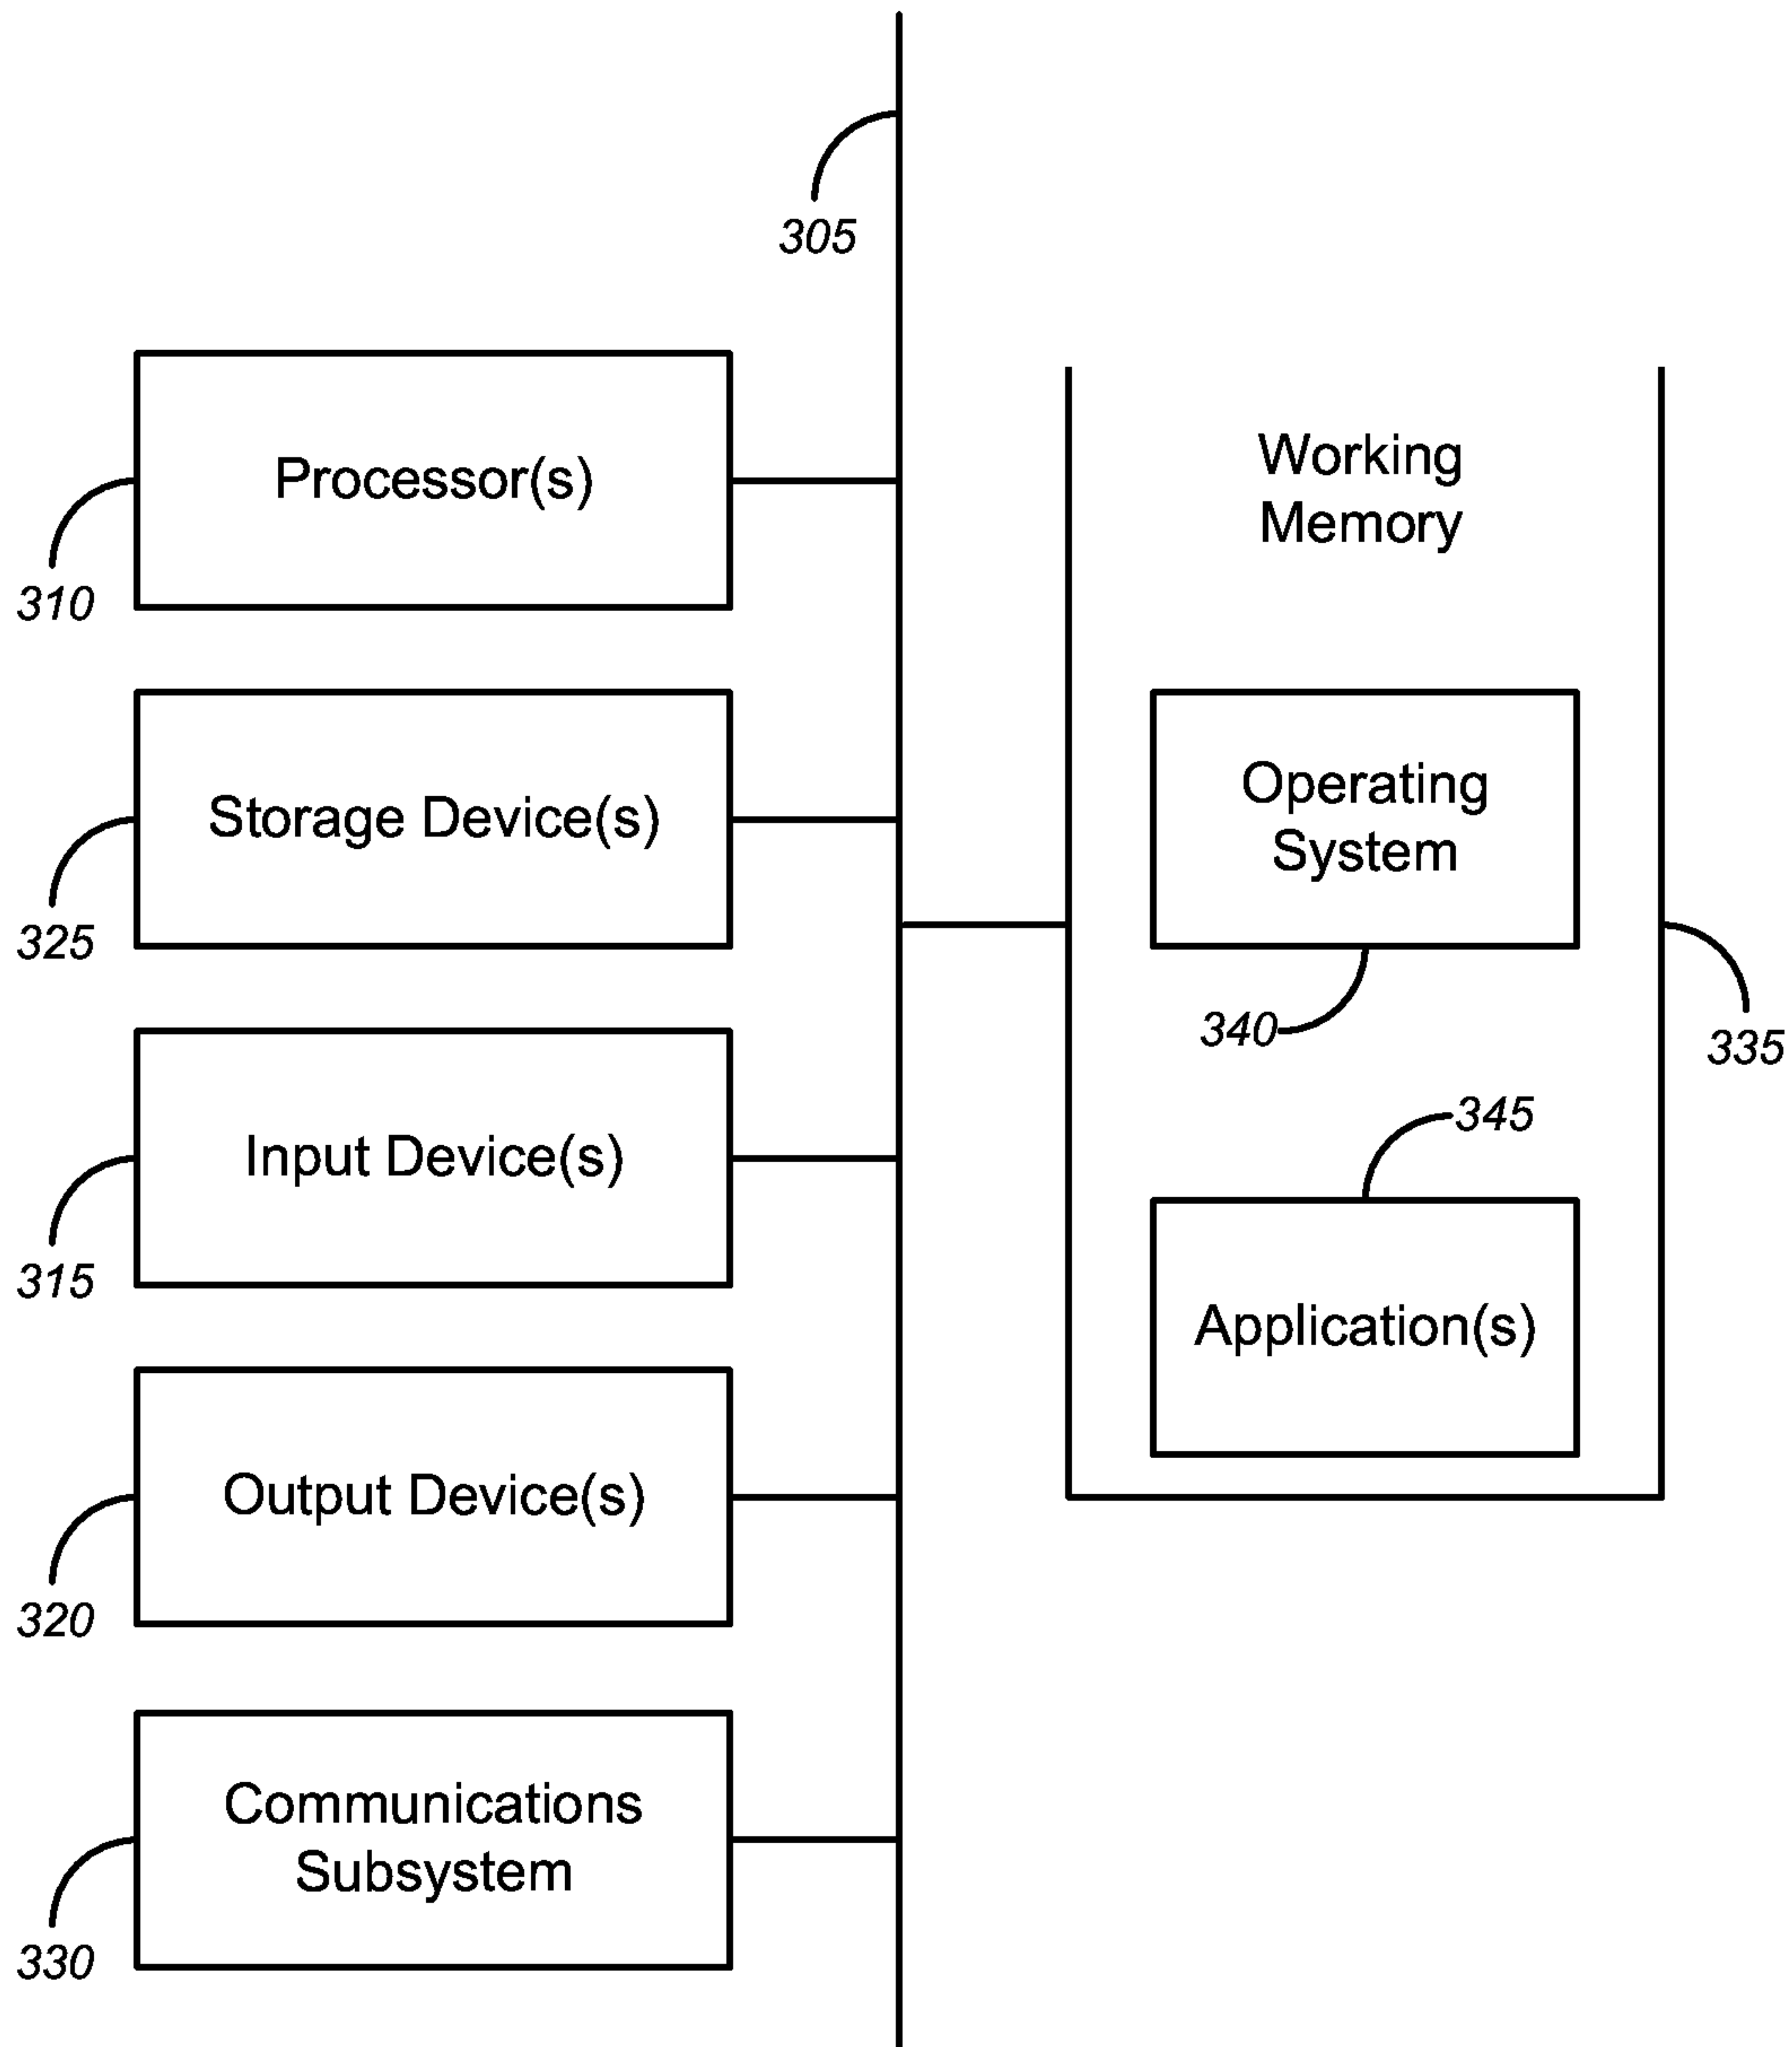 305
Processor(s)
310
Storage Device(s)
325
Input Device(s)
315
Output Device(s)
320
Communications
Subsystem
330
Working
Memory
Operating
System
340
335
345
Application(s)